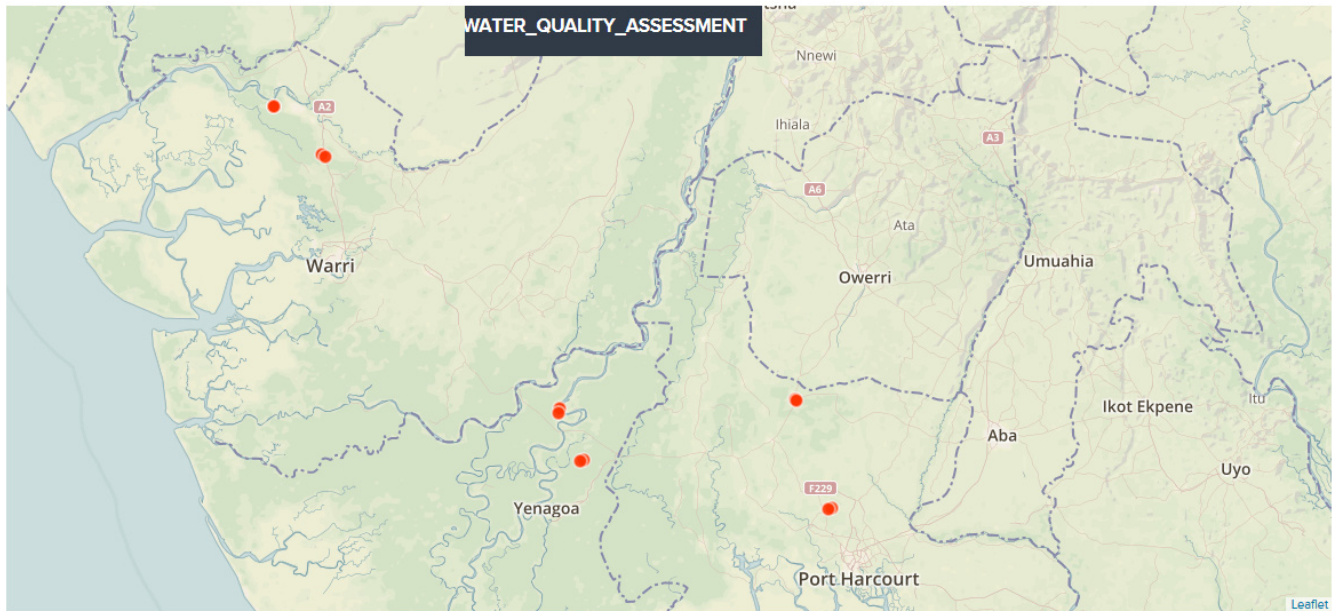 WATER_QUALITY_ASSESSMENT
Nnewi
A2
Ihiala
A3
A6
Ata
Warri
Umuahia
Owerri
Itu
Ikot Ekpene
Aba
Uyo
F229
Yenagoa
Port Harcourt
Leaflet